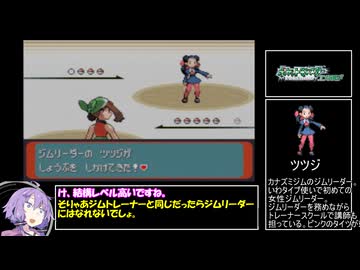 ジムリーダーの ツツジが
しょうぶを しかけてきた!
け、結構レベル高いですね。
そりゃあジムトレーナーと同じだったらジムリーダー
にはなれないでしょ。
ツツジ
カナズミジムのジムリーダー。
いわタイプ使いで初めての
女性ジムリーダー。
ジムリーダーを務めながら
トレーナースクールで講師も
担っている。ピンクのタイツが